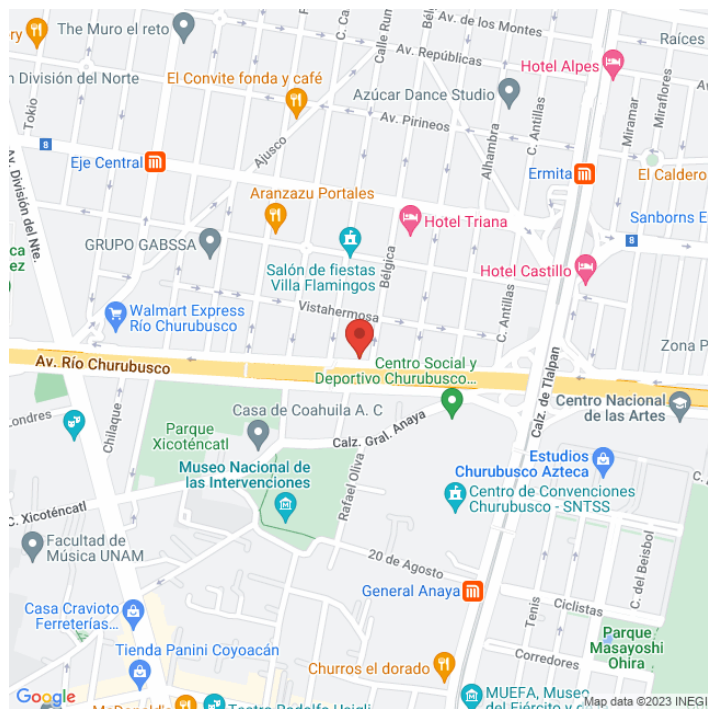 The Muro el reto
Av. de los Montes
Raíces
Calle Rum
Av. Repúblicas
Hotel Alpes
n División del Norte
El Convite fonda y café
Azúcar Dance Studio
C. Antillas
Miramar
Miraflores
Tokio
Av. Pirineos
Ajusco
Alhambra
8
Eje Central
Ermita
El Caldero
Aranzazu Portales
Hotel Triana
Sanborns E
8
Av. División del Nte.
GRUPO GABSSA
Salón de fiestas
Villa Flamingos
Bélgica
Hotel Castillo
Vistahermosa
C. Antillas
Walmart Express
Río Churubusco
Zona P
Av. Río Churubusco
Centro Social y
Deportivo Churubusco...
Calz. de Tlalpan
Londres
Chilaque
Casa de Coahuila A. C
Centro Nacional
de las Artes
Parque
Xicoténcatl
Calz. Gral. Anaya
Museo Nacional de
las Intervenciones
Rafael Oliva
Estudios
Churubusco Azteca
Centro de Convenciones
Churubusco - SNTSS
C. Xicoténcatl
Facultad de
Música UNAM
20 de Agosto
C. del Beisbol
General Anaya
Tenis
Ciclistas
Casa Cravioto
Ferreterías...
Parque
Masayoshi
Ohira
Tienda Panini Coyoacán
Corredores
Churros el dorado
Google
MUEFA, Museo
Map data ©2023 INEGI